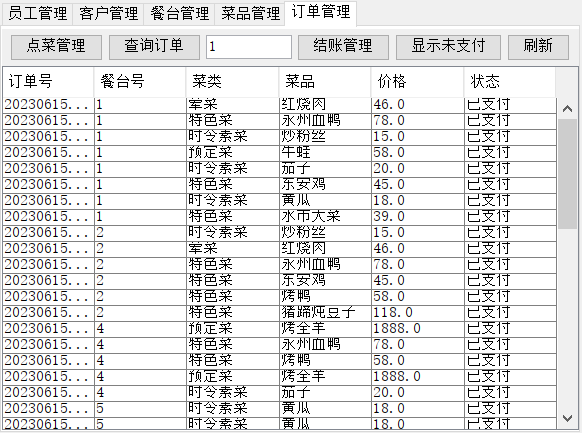 员工管理 客户管理 餐台管理 菜品管理 订单管理
点菜管理 查询订单 1 结账管理 显示未支付 刷新
订单号 餐台号 菜类 菜品 价格 状态
20230615... 1 荤菜 红烧肉 46.0 已支付
20230615... 1 特色菜 永州血鸭 78.0 已支付
20230615... 1 时令素菜 炒粉丝 15.0 已支付
20230615... 1 预定菜 牛蛙 58.0 已支付
20230615... 1 时令素菜 茄子 20.0 已支付
20230615... 1 特色菜 东安鸡 45.0 已支付
20230615... 1 时令素菜 黄瓜 18.0 已支付
20230615... 1 特色菜 水市大菜 39.0 已支付
20230615... 2 时令素菜 炒粉丝 15.0 已支付
20230615... 2 荤菜 红烧肉 46.0 已支付
20230615... 2 特色菜 永州血鸭 78.0 已支付
20230615... 2 特色菜 东安鸡 45.0 已支付
20230615... 2 特色菜 烤鸭 58.0 已支付
20230615... 2 特色菜 猪蹄炖豆子 118.0 已支付
20230615... 4 预定菜 烤全羊 1888.0 已支付
20230615... 4 特色菜 永州血鸭 78.0 已支付
20230615... 4 特色菜 烤鸭 58.0 已支付
20230615... 4 预定菜 烤全羊 1888.0 已支付
20230615... 4 时令素菜 茄子 20.0 已支付
20230615... 5 时令素菜 黄瓜 18.0 已支付
20230615... 5 时令素菜 黄瓜 18.0 已支付